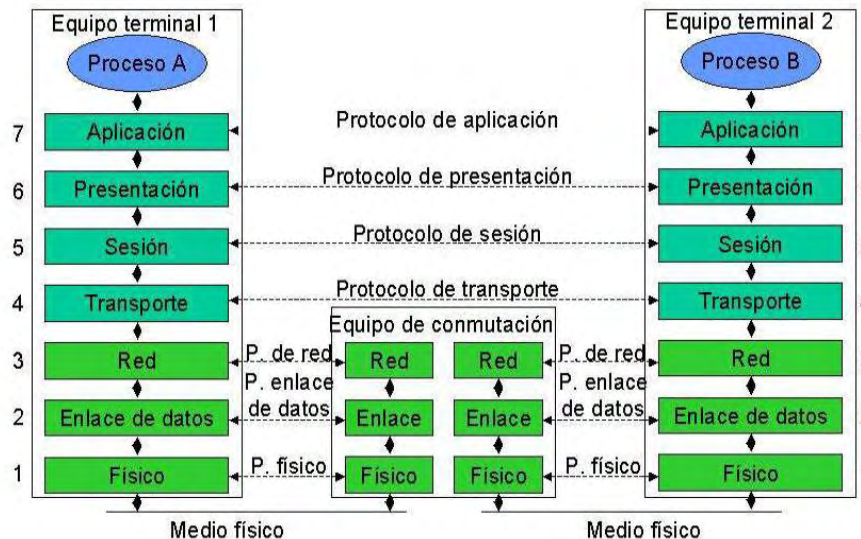 Equipo terminal 1
Equipo terminal 2
Proceso A
Proceso B
7 Aplicación Protocolo de aplicación Aplicación
6 Presentación Protocolo de presentación Presentación
5 Sesión Protocolo de sesión Sesión
4 Transporte Protocolo de transporte Transporte
Equipo de conmutación
3 Red P. de red Red Red P. de red Red
P. enlace
de datos
P. enlace
de datos
2 Enlace de datos Enlace Enlace Enlace de datos
1 Físico P. físico Físico Físico P. físico Físico
Medio físico
Medio físico